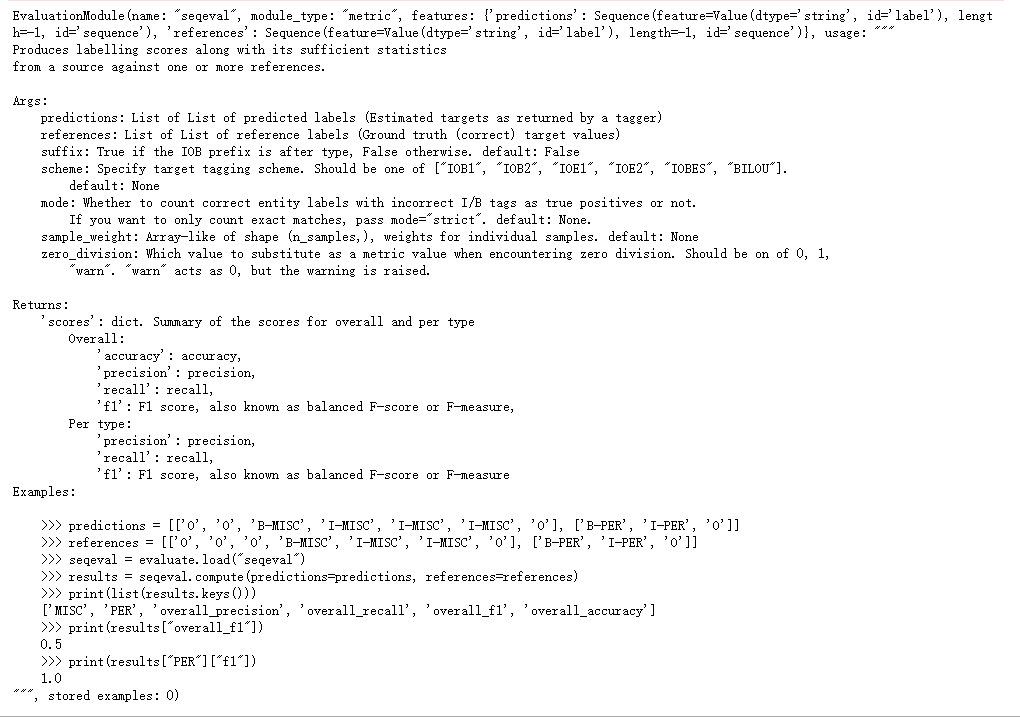 EvaluationModule(name: "seqeval", module_type: "metric", features: {'predictions': Sequence(feature=Value(dtype='string', id='label'), lengt
h=-1, id='sequence'), 'references': Sequence(feature=Value(dtype='string', id='label'), length=-1, id='sequence')}, usage: """
Produces labelling scores along with its sufficient statistics
from a source against one or more references.

Args:
    predictions: List of List of predicted labels (Estimated targets as returned by a tagger)
    references: List of List of reference labels (Ground truth (correct) target values)
    suffix: True if the IOB prefix is after type, False otherwise. default: False
    scheme: Specify target tagging scheme. Should be one of ["IOB1", "IOB2", "IOE1", "IOE2", "IOBES", "BILOU"].
        default: None
    mode: Whether to count correct entity labels with incorrect I/B tags as true positives or not.
        If you want to only count exact matches, pass mode="strict". default: None.
    sample_weight: Array-like of shape (n_samples,), weights for individual samples. default: None
    zero_division: Which value to substitute as a metric value when encountering zero division. Should be on of 0, 1,
        "warn". "warn" acts as 0, but the warning is raised.

Returns:
    'scores': dict. Summary of the scores for overall and per type
        Overall:
            'accuracy': accuracy,
            'precision': precision,
            'recall': recall,
            'f1': F1 score, also known as balanced F-score or F-measure,
        Per type:
            'precision': precision,
            'recall': recall,
            'f1': F1 score, also known as balanced F-score or F-measure
Examples:

    >>> predictions = [['O', 'O', 'B-MISC', 'I-MISC', 'I-MISC', 'I-MISC', 'O'], ['B-PER', 'I-PER', 'O']]
    >>> references = [['O', 'O', 'O', 'B-MISC', 'I-MISC', 'I-MISC', 'O'], ['B-PER', 'I-PER', 'O']]
    >>> seqeval = evaluate.load("seqeval")
    >>> results = seqeval.compute(predictions=predictions, references=references)
    >>> print(list(results.keys()))
    ['MISC', 'PER', 'overall_precision', 'overall_recall', 'overall_f1', 'overall_accuracy']
    >>> print(results["overall_f1"])
    0.5
    >>> print(results["PER"]["f1"])
    1.0
""", stored examples: 0)